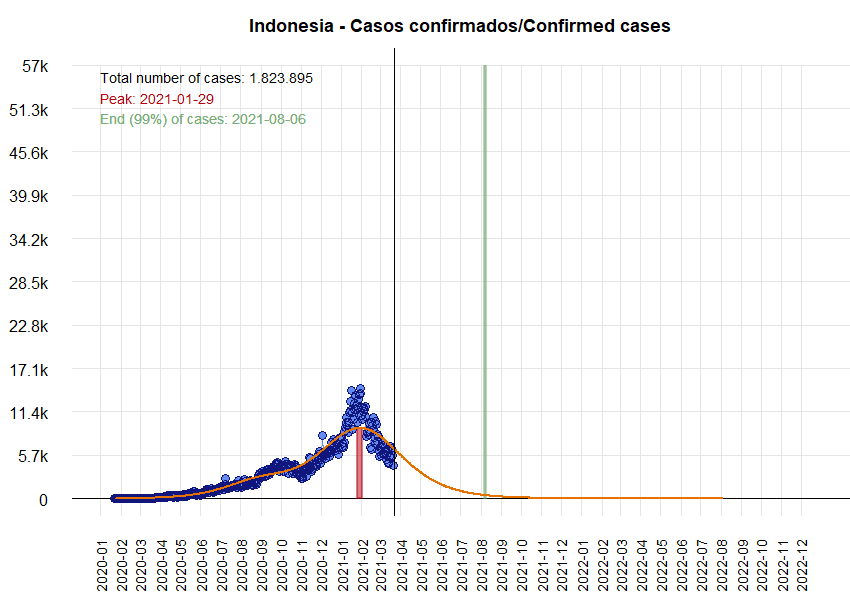 Indonesia - Casos confirmados/Confirmed cases
57k
Total number of cases: 1.823.895
Peak: 2021-01-29
End (99%) of cases: 2021-08-06
51.3k
45.6k
39.9k
34.2k
28.5k
22.8k
17.1k
11.4k
5.7k
0
2020-01
2020-02
2020-03
2020-04
2020-05
2020-06
2020-07
2020-08
2020-09
2020-10
2020-11
2020-12
2021-01
2021-02
2021-03
2021-04
2021-05
2021-06
2021-07
2021-08
2021-09
2021-10
2021-11
2021-12
2022-01
2022-02
2022-03
2022-04
2022-05
2022-06
2022-07
2022-08
2022-09
2022-10
2022-11
2022-12